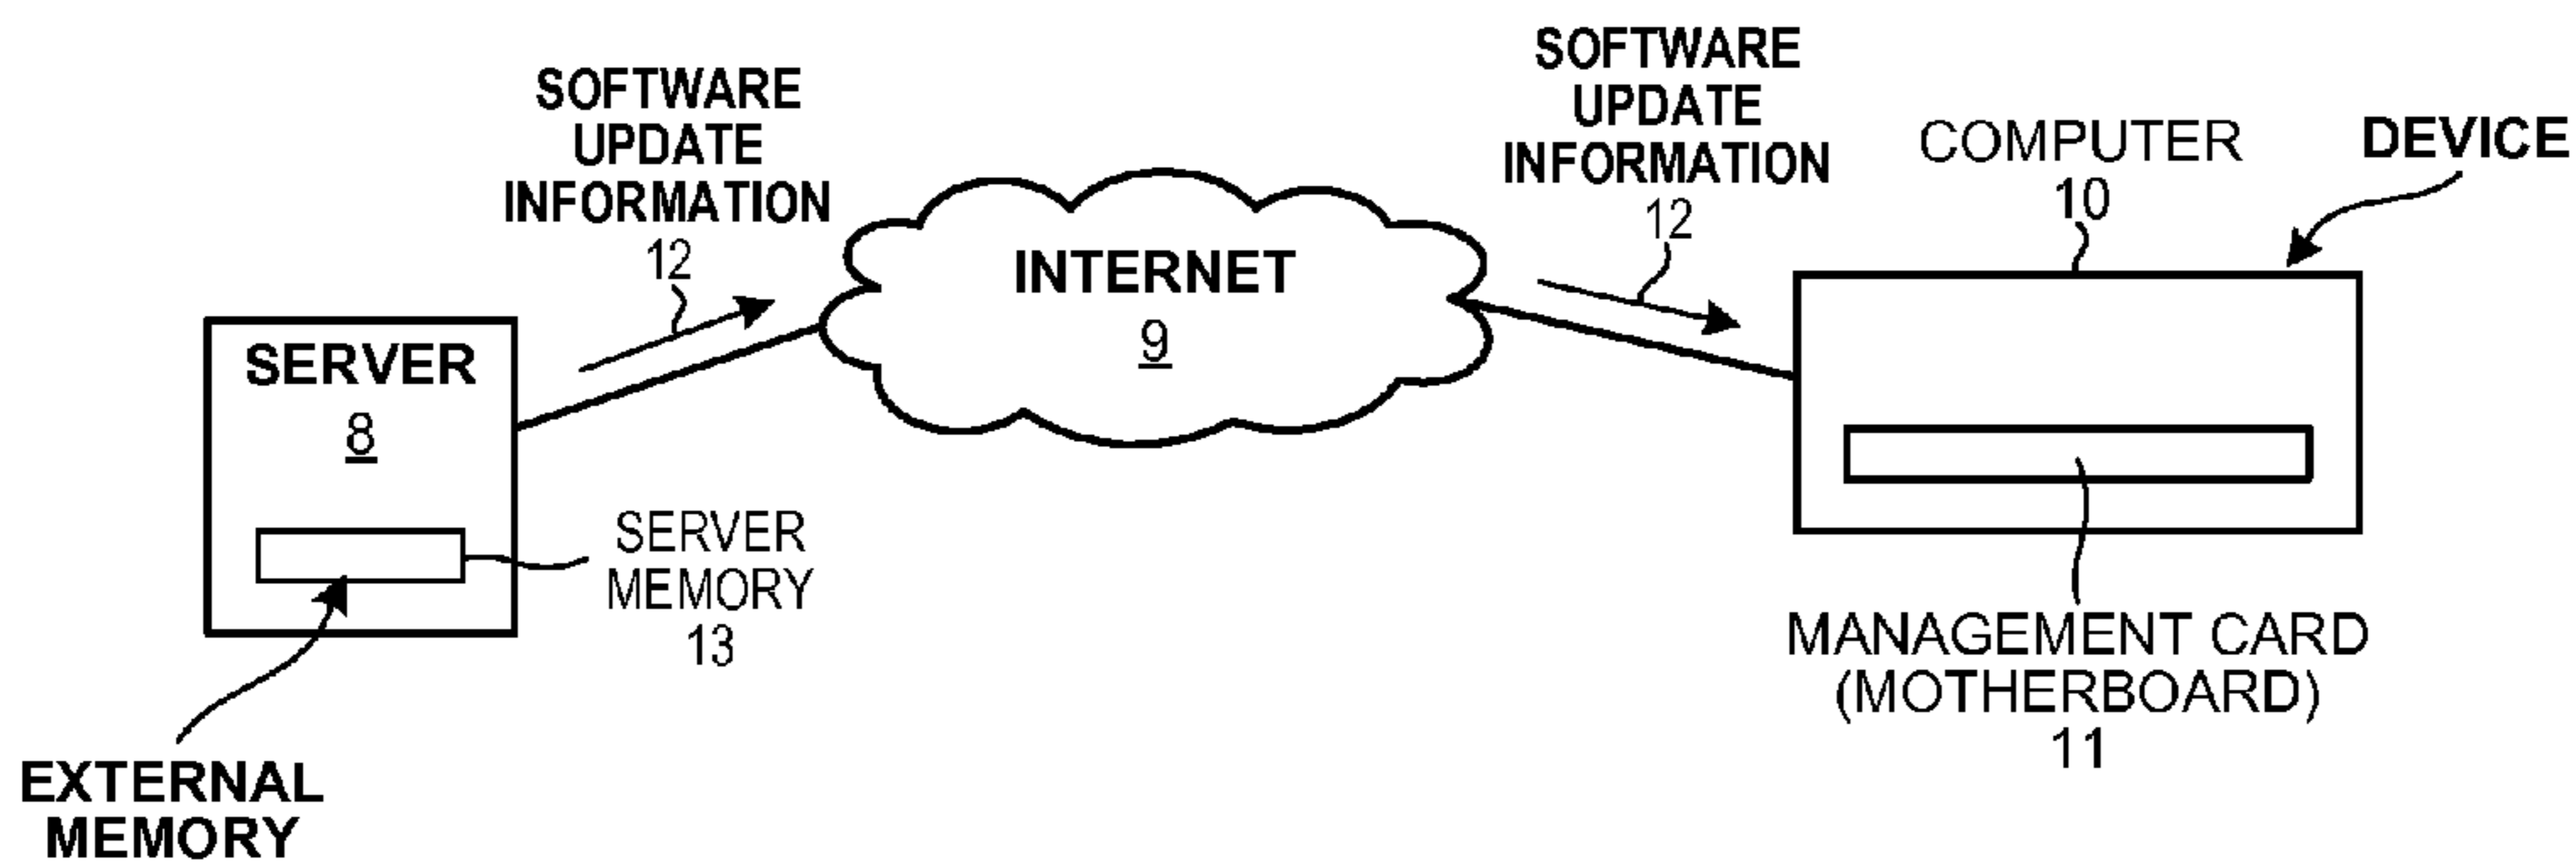 SOFTWARE
UPDATE
INFORMATION
12
SOFTWARE
UPDATE
INFORMATION
12
COMPUTER
10
DEVICE
INTERNET
9
SERVER
8
SERVER
MEMORY
13
EXTERNAL
MEMORY
MANAGEMENT CARD
(MOTHERBOARD)
11